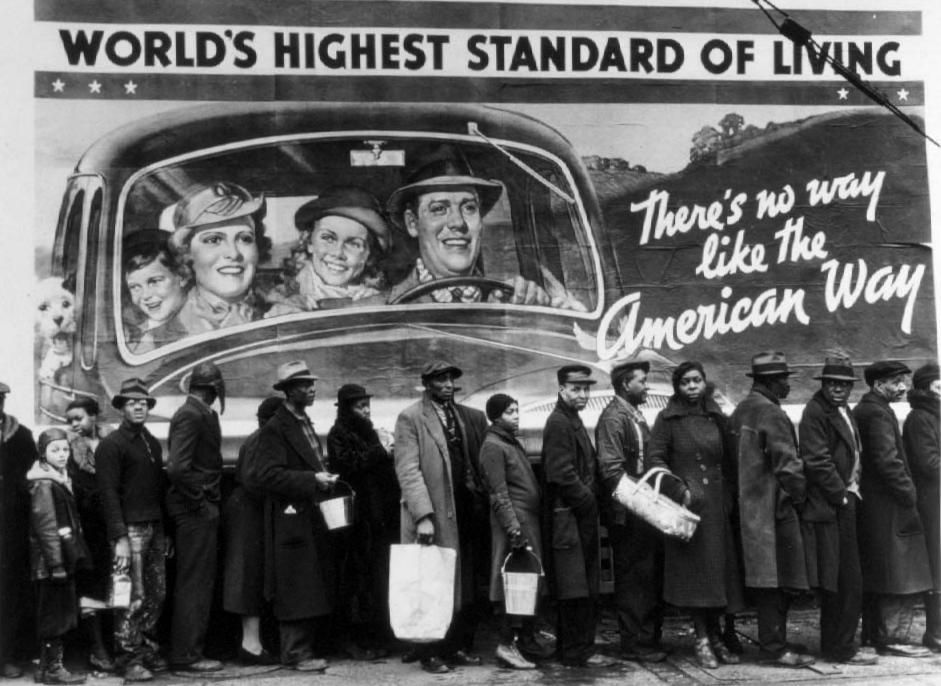 WORLD'S HIGHEST STANDARD OF LIVING
There's no way
like the
American Way